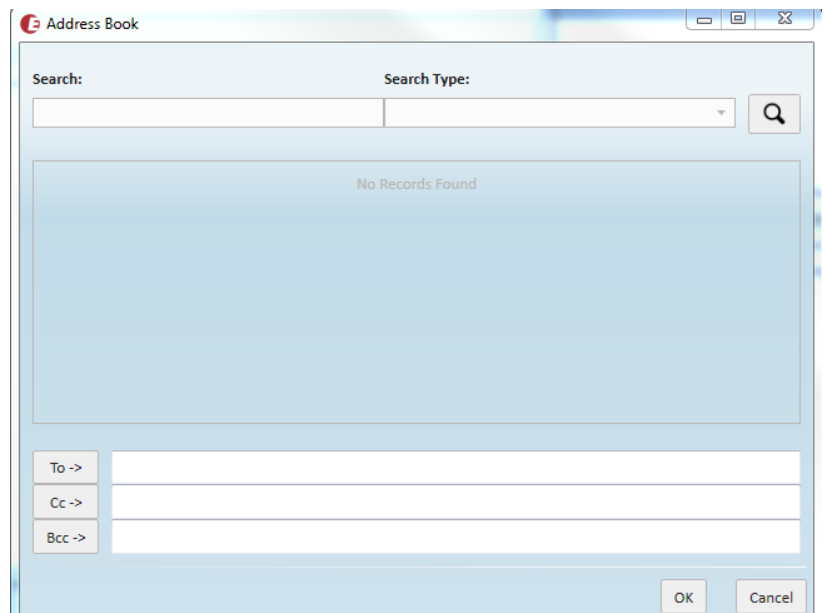 Address Book
Search: Search Type:
No Records Found
To ->
Cc ->
Bcc ->
OK Cancel